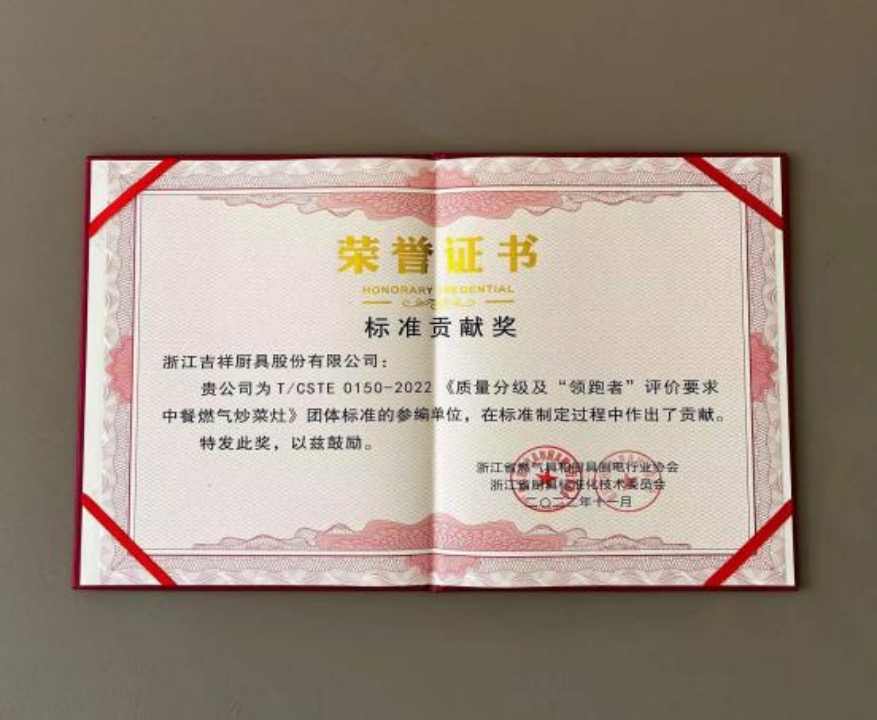 荣誉证书
HONORARY CREDENTIAL
标准贡献奖
浙江吉祥厨具股份有限公司：
贵公司为T/CSTE 0150-2022《质量分级及“领跑者”评价要求
中餐燃气炒菜灶》团体标准的参编单位，在标准制定过程中作出了贡献。
特发此奖，以兹鼓励。
浙江省燃气具和厨具厨电行业协会
浙江省厨具标准化技术委员会
二〇二二年十一月